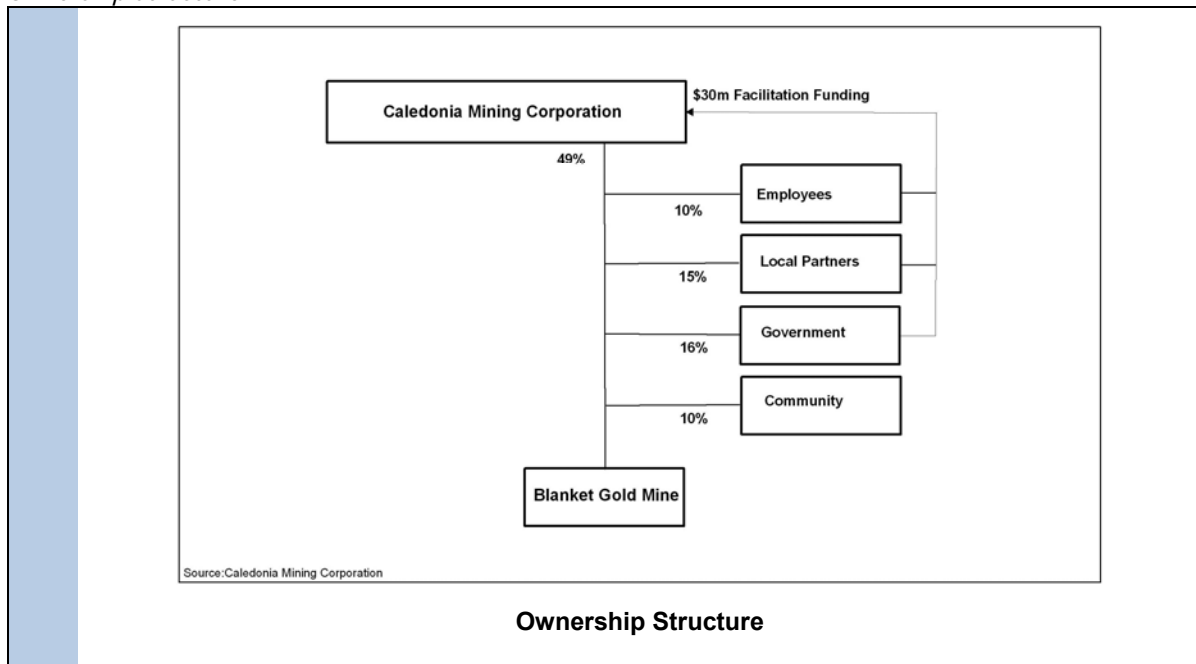 Caledonia Mining Corporation
$30m Facilitation Funding
49%
Employees
10%
Local Partners
15%
Government
16%
Community
10%
Blanket Gold Mine
Source:Caledonia Mining Corporation
Ownership Structure